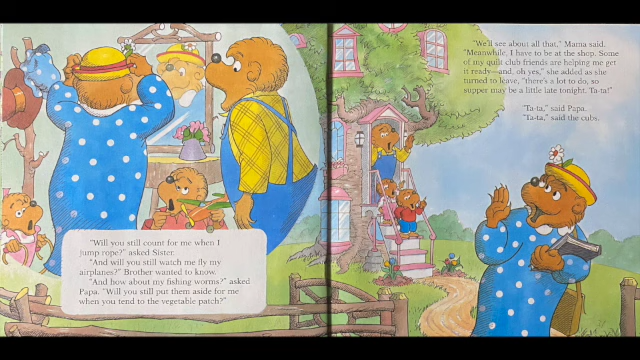 "Will you still count for me when I
jump rope?" asked Sister.
"And will you still watch me fly my
airplanes?" Brother wanted to know.
"And how about my fishing worms?" asked
Papa. "Will you still put them aside for me
when you tend to the vegetable patch?"
"We'll see about all that," Mama said.
"Meanwhile, I have to be at the shop. Some
of my quilt club friends are helping me get
it ready—and, oh yes," she added as she
turned to leave, "there's a lot to do, so
supper may be a little late tonight. Ta-ta!"
"Ta-ta," said Papa.
"Ta-ta," said the cubs.